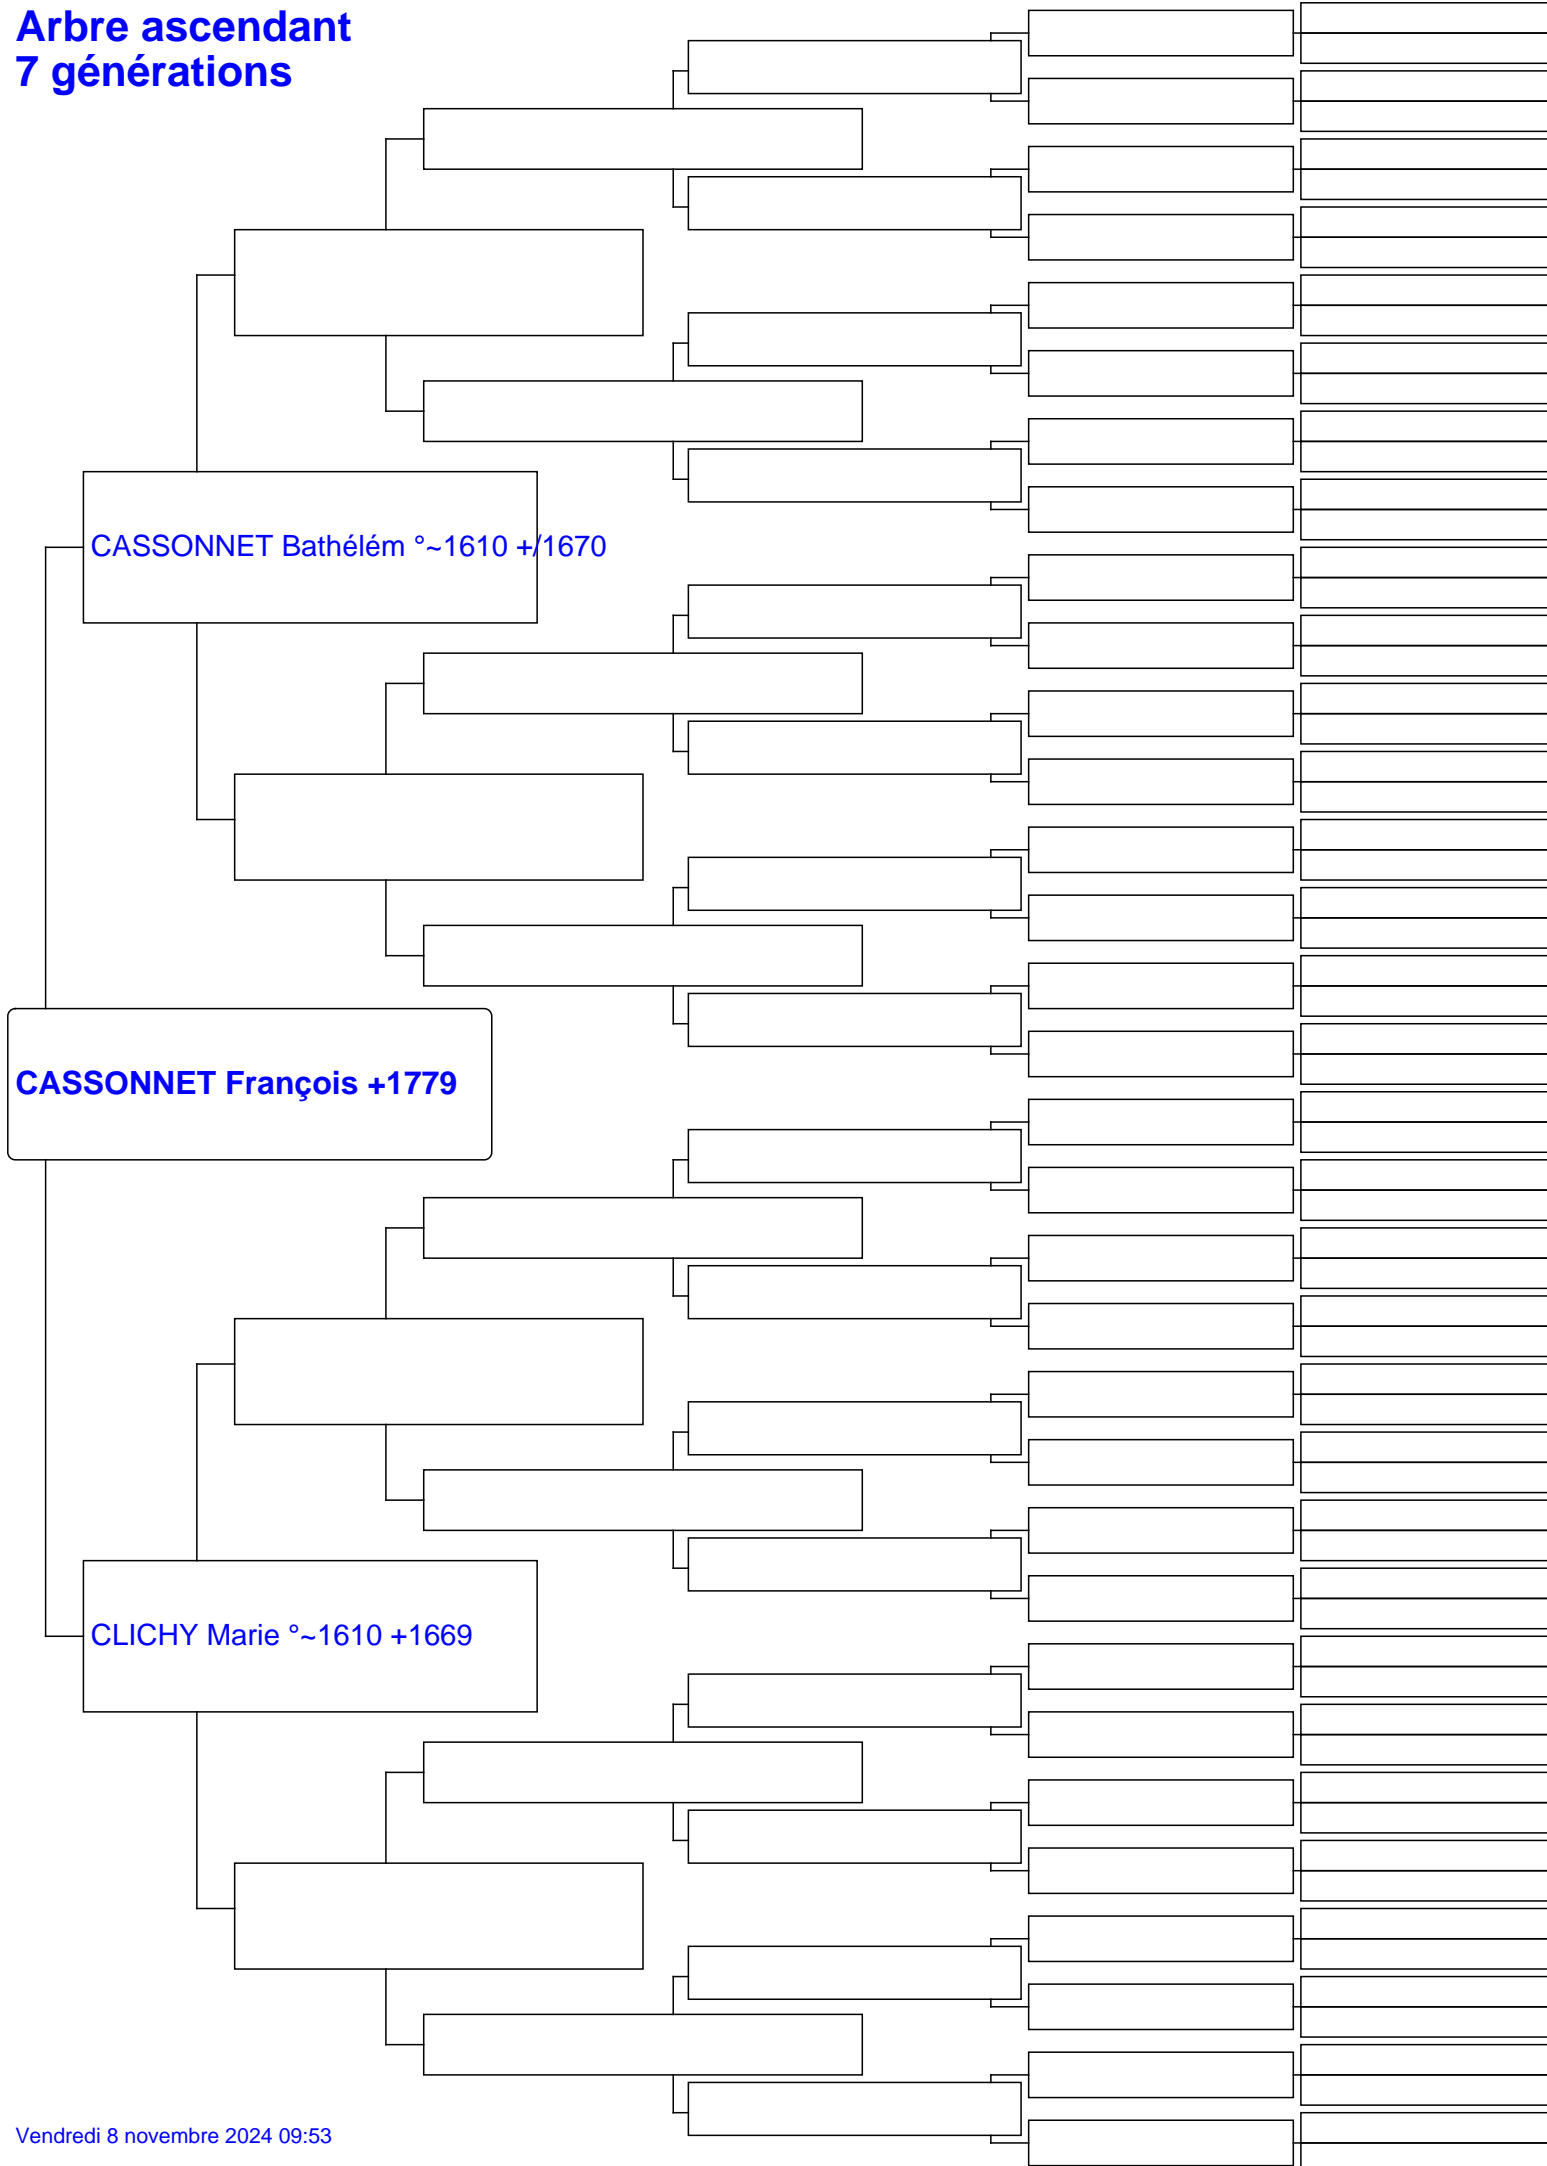 Arbre ascendant
7 générations
CASSONNET Bathélém °~1610 +/1670
CASSONNET François +1779
CLICHY Marie °~1610 +1669
Vendredi 8 novembre 2024 09:53